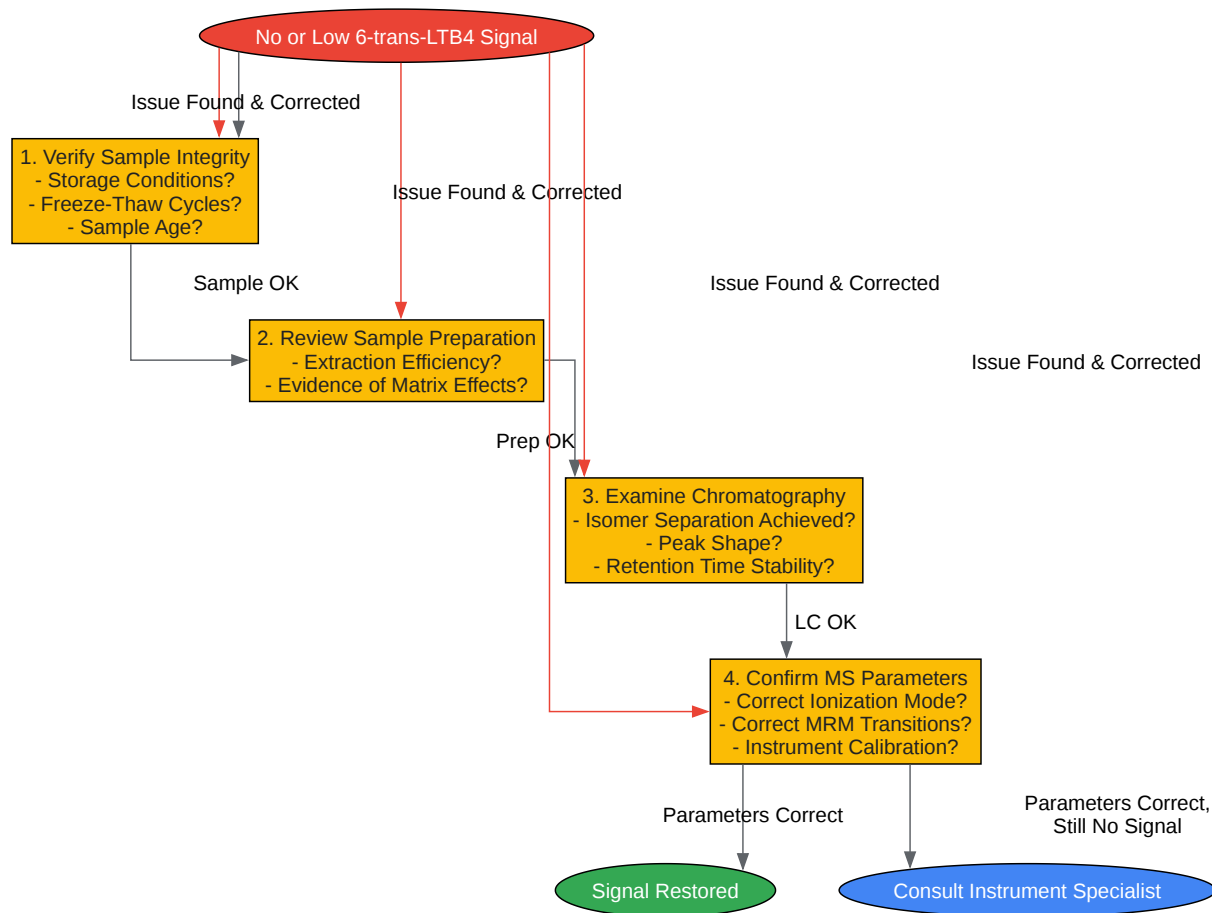 No or Low 6-trans-LTB4 Signal
Issue Found & Corrected
1. Verify Sample Integrity
- Storage Conditions?
- Freeze-Thaw Cycles?
- Sample Age?
Issue Found & Corrected
Sample OK
Issue Found & Corrected
2. Review Sample Preparation
- Extraction Efficiency?
- Evidence of Matrix Effects?
Issue Found & Corrected
Prep OK
3. Examine Chromatography
- Isomer Separation Achieved?
- Peak Shape?
- Retention Time Stability?
LC OK
4. Confirm MS Parameters
- Correct Ionization Mode?
- Correct MRM Transitions?
- Instrument Calibration?
Parameters Correct
Parameters Correct,
Still No Signal
Signal Restored
Consult Instrument Specialist